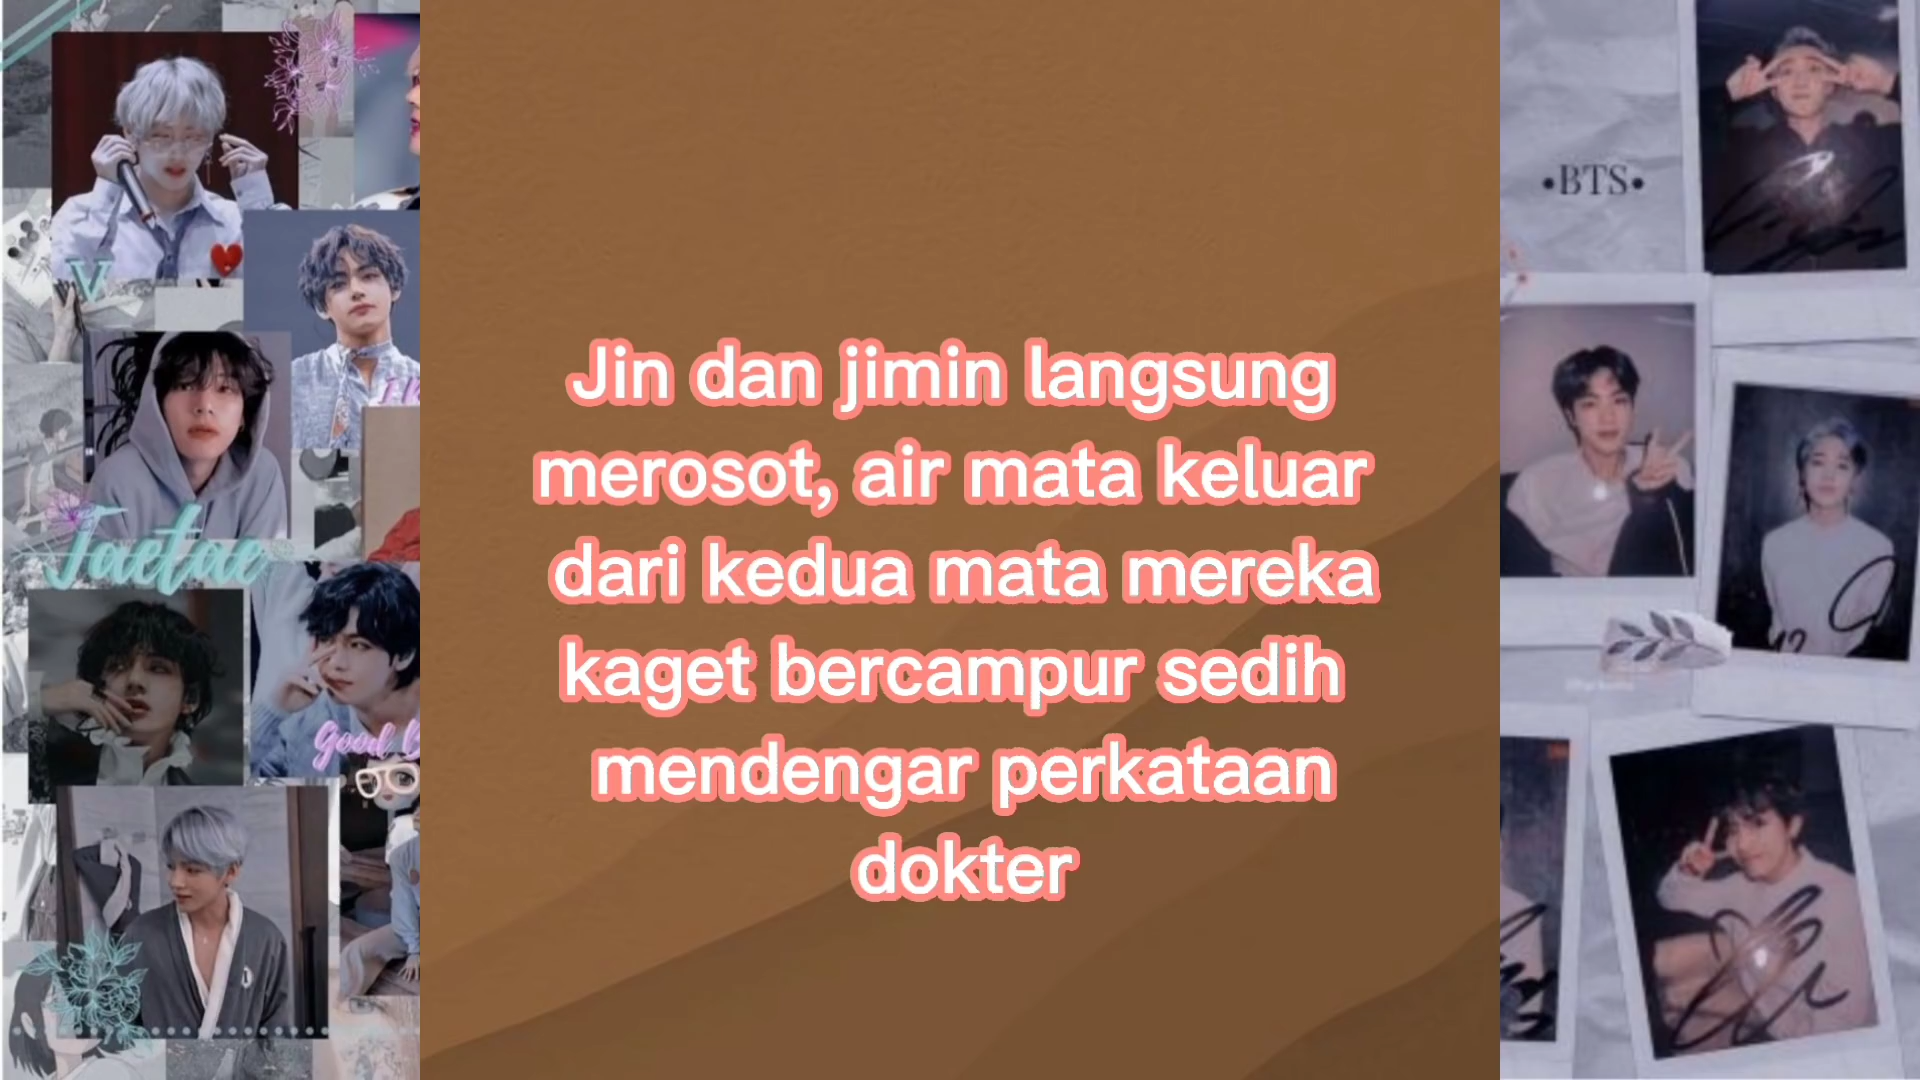 V
Taetae
•BTS•
Jin dan jimin langsung
merosot, air mata keluar
dari kedua mata mereka
kaget bercampur sedih
mendengar perkataan
dokter